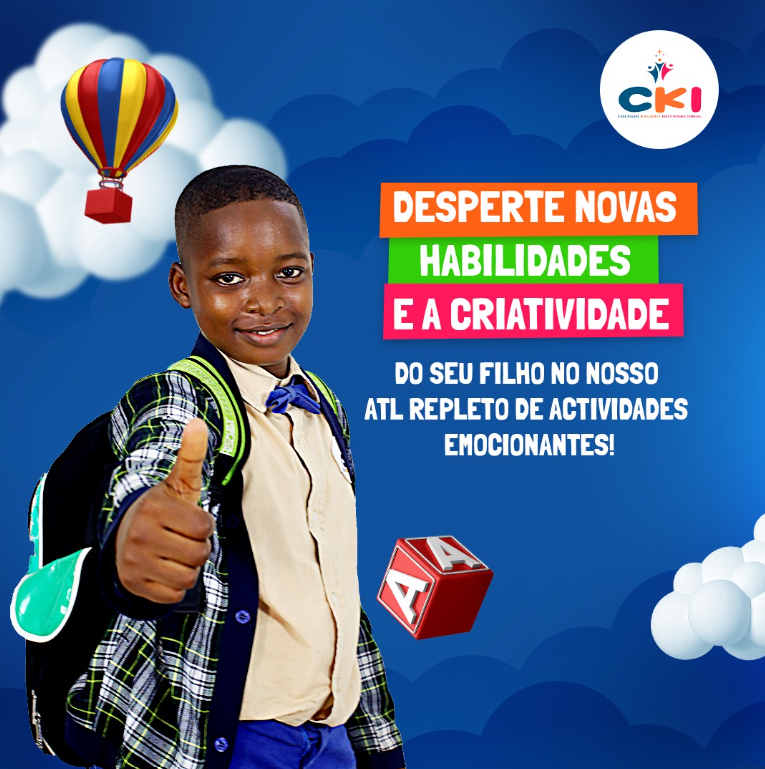 CKI
DESPERTE NOVAS
HABILIDADES
E A CRIATIVIDADE
DO SEU FILHO NO NOSSO
ATL REPLETO DE ACTIVIDADES
EMOCIONANTES!
A A